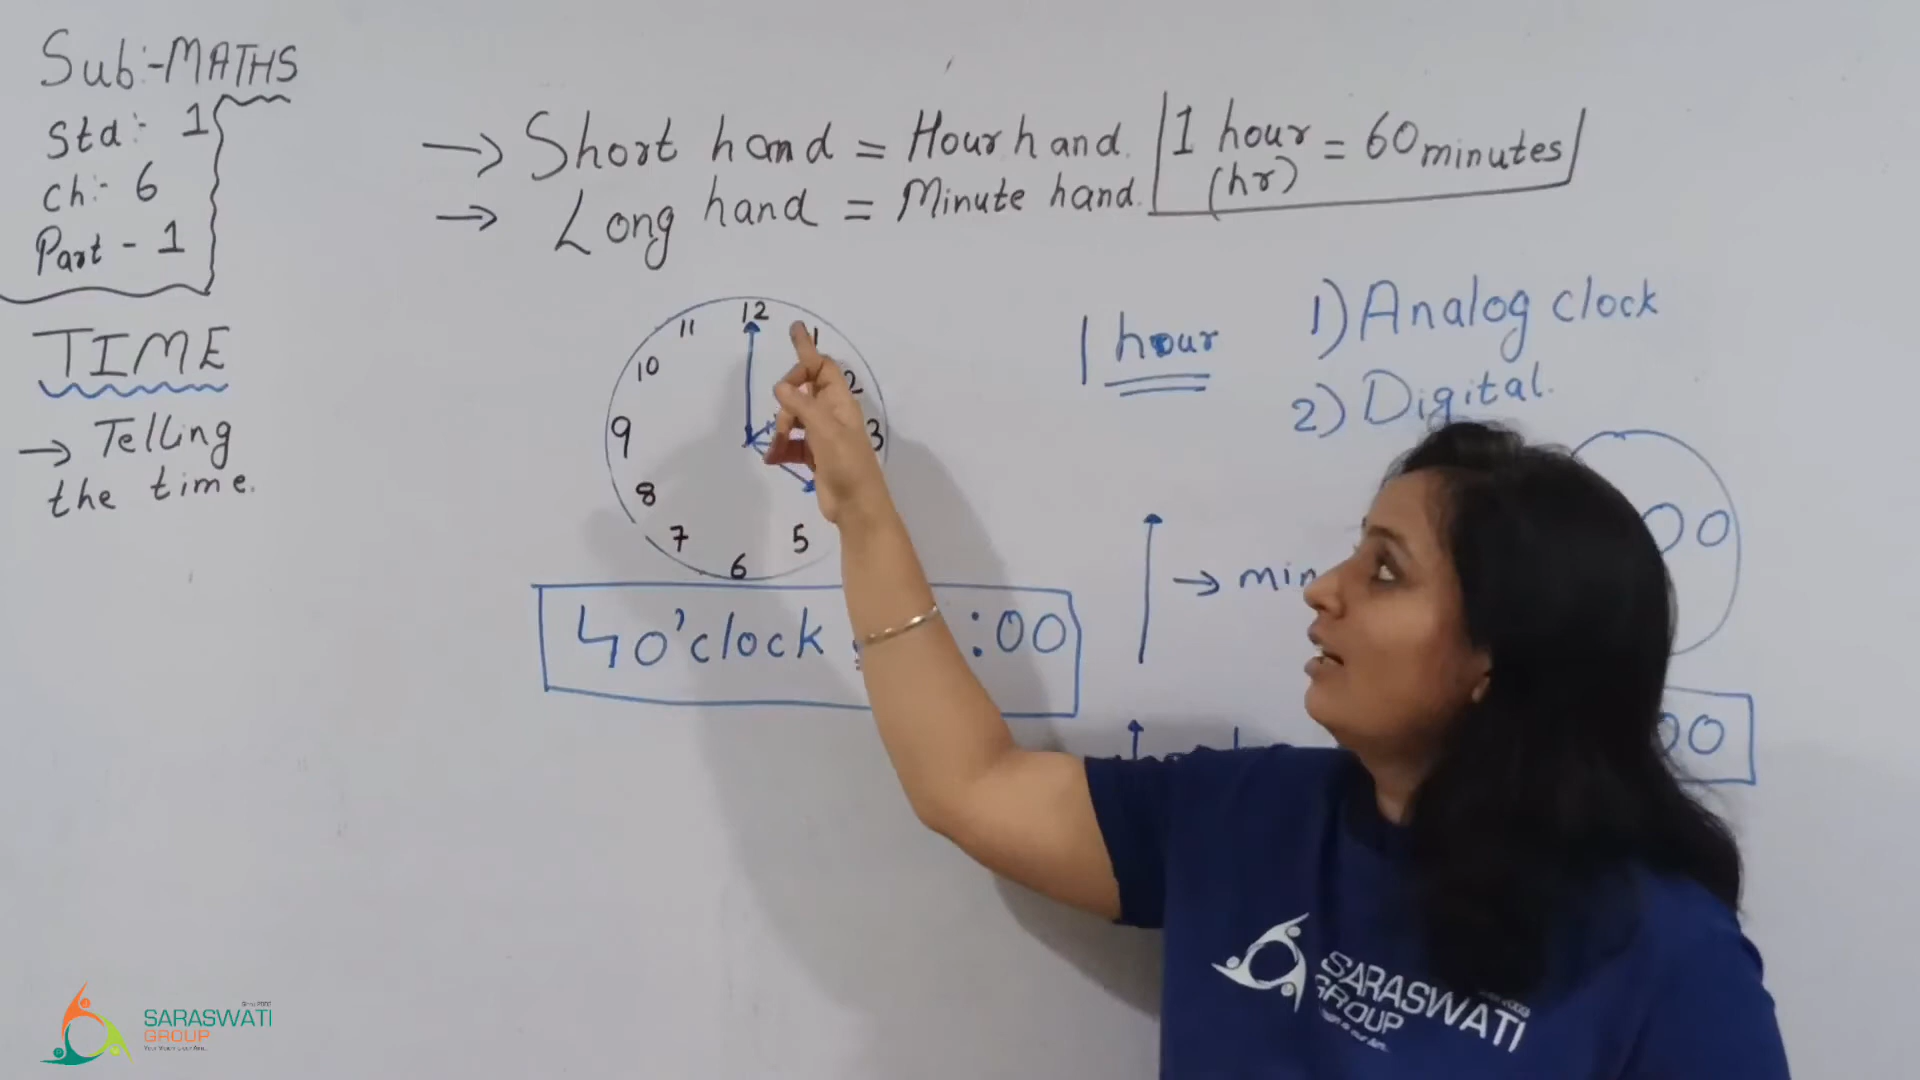 Sub:-MATHS
Std:- 1
Ch:- 6
Part - 1
TIME
→ Telling
the time.
→ Short hand = Hour hand.
→ Long hand = Minute hand.
1 hour = 60 minutes
(hr)
12
11
1
10
2
9
3
8
7
5
6
4 o'clock :00
1 hour
1) Analog clock
2) Digital.
→ min
00
00
SARASWATI
GROUP
SARASWATI
GROUP